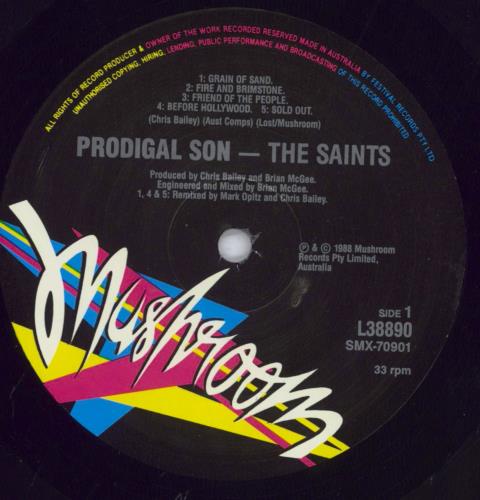 ALL RIGHTS OF RECORD PRODUCER & OWNER OF THE WORK RECORDED RESERVED MADE IN AUSTRALIA BY FESTIVAL RECORDS PTY LTD
UNAUTHORISED COPYING, HIRING, LENDING, PUBLIC PERFORMANCE AND BROADCASTING OF THIS RECORD PROHIBITED
1: GRAIN OF SAND.
2: FIRE AND BRIMSTONE.
3: FRIEND OF THE PEOPLE.
4: BEFORE HOLLYWOOD. 5: SOLD OUT.
(Chris Bailey) (Aust Comps) (Lost/Mushroom)
PRODIGAL SON — THE SAINTS
Produced by Chris Bailey and Brian McGee.
Engineered and Mixed by Brian McGee.
1, 4 & 5: Remixed by Mark Opitz and Chris Bailey.
℗ & © 1988 Mushroom
Records Pty Limited,
Australia
SIDE 1
L38890
SMX-70901
33 rpm
Mushroom